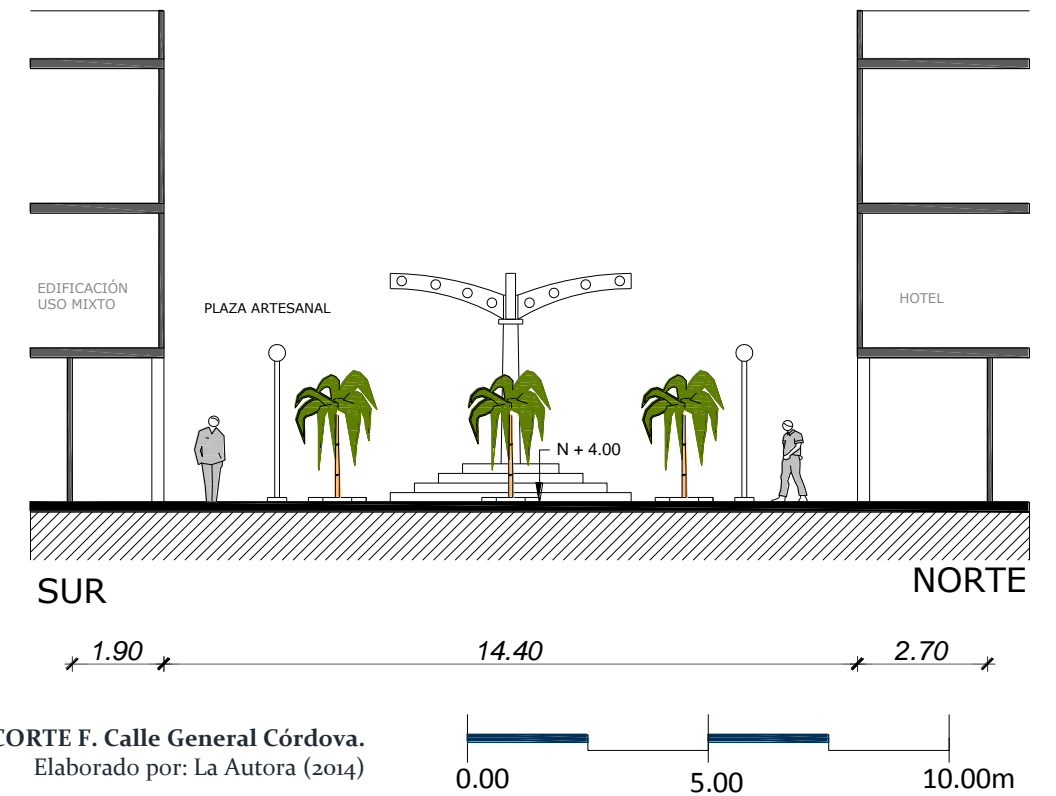 EDIFICACIÓN
USO MIXTO
PLAZA ARTESANAL
HOTEL
N + 4.00
SUR
NORTE
1.90
14.40
2.70
CORTE F. Calle General Córdova.
Elaborado por: La Autora (2014)
0.00
5.00
10.00m